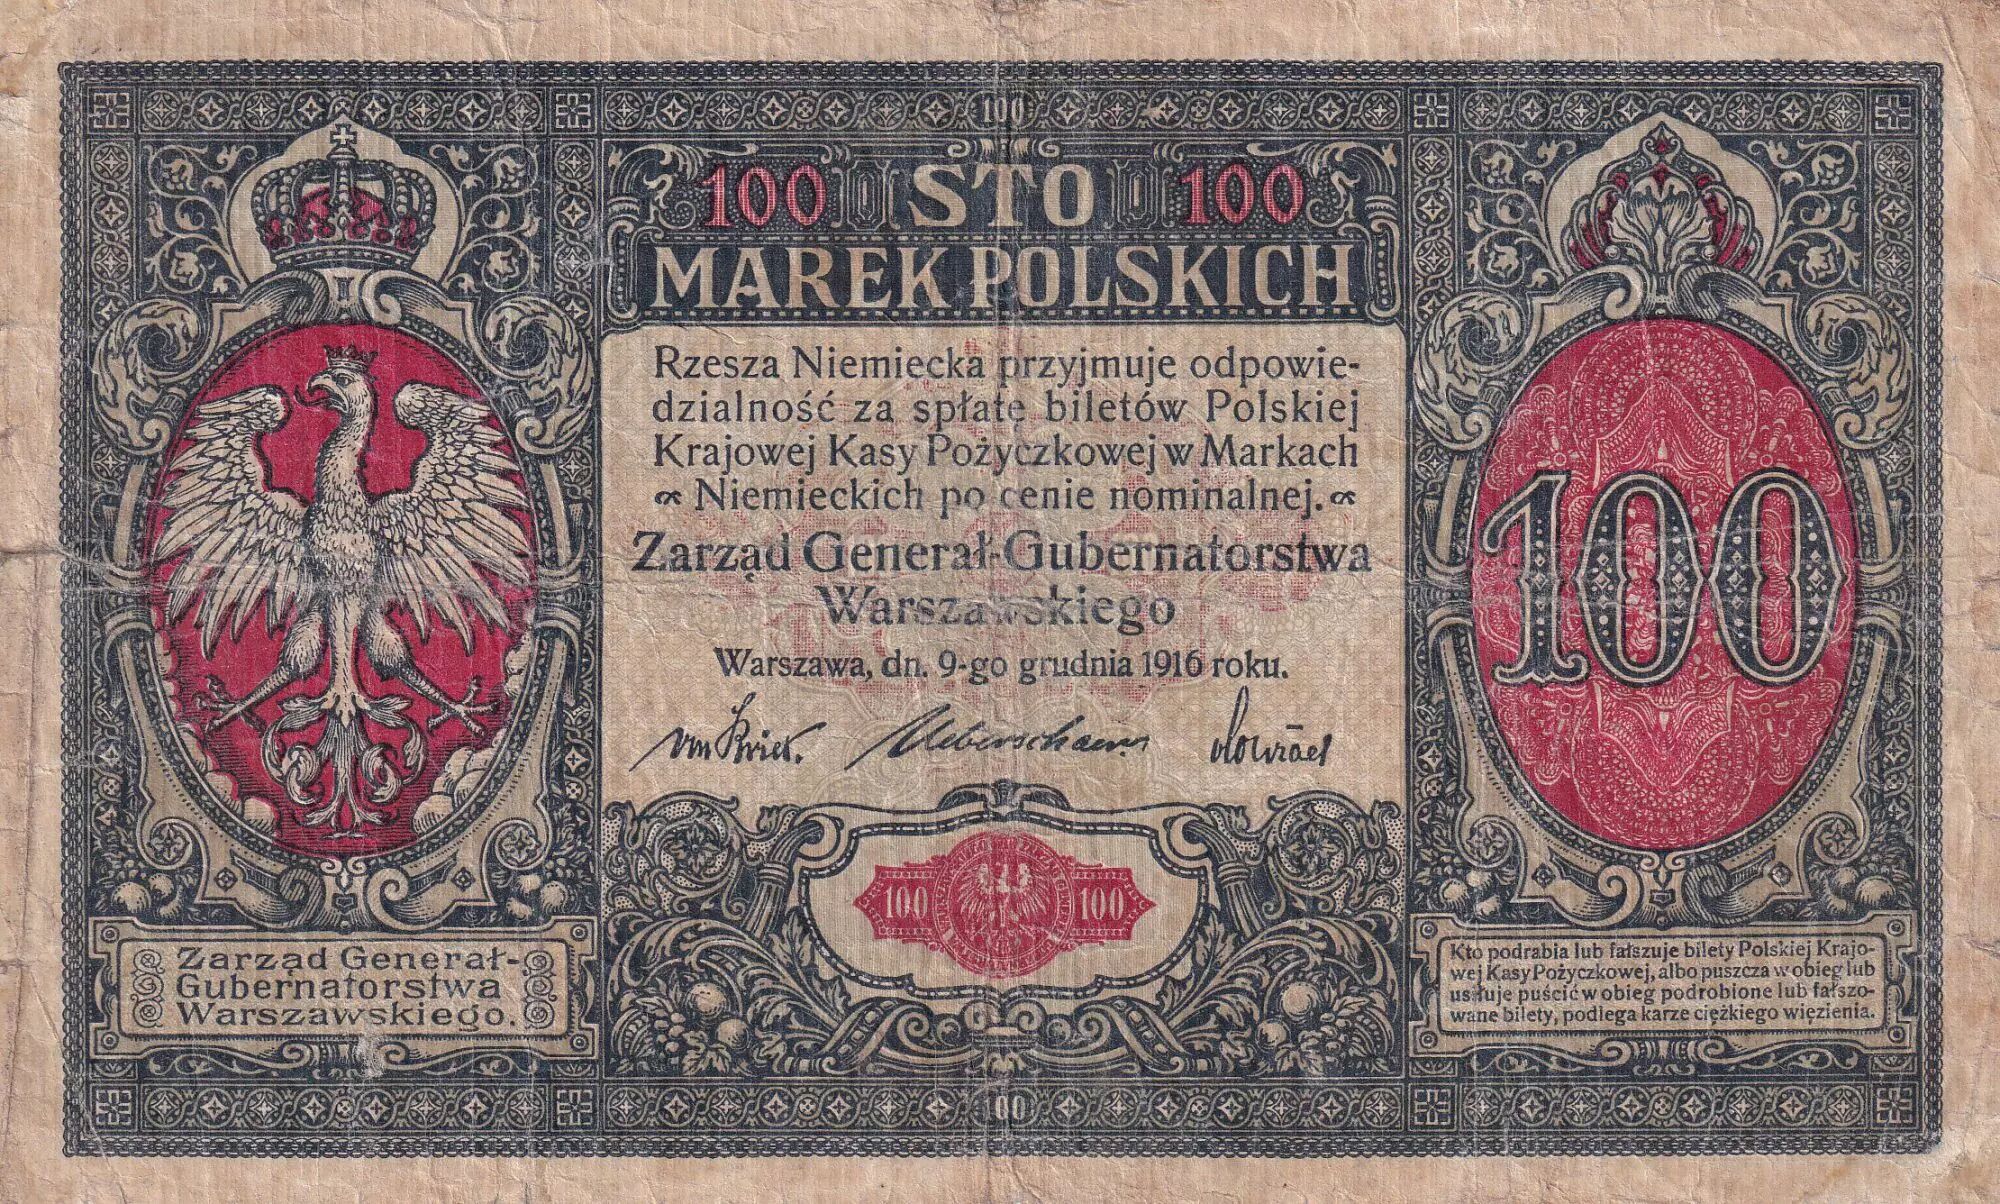 100
100 STO 100
MAREK POLSKICH
Rzesza Niemiecka przyjmuje odpowie-
dzialność za spłatę biletów Polskiej
Krajowej Kasy Pożyczkowej w Markach
Niemieckich po cenie nominalnej.
Zarząd Generał-Gubernatorstwa
Warszawskiego
Warszawa, dn. 9-go grudnia 1916 roku.
100
100 100
Zarząd Generał-
Gubernatorstwa
Warszawskiego.
Kto podrabia lub fałszuje bilety Polskiej Krajo-
wej Kasy Pożyczkowej, albo puszcza w obieg lub
usiłuje puścić w obieg podrobione lub fałszo-
wane bilety, podlega karze ciężkiego więzienia.
100